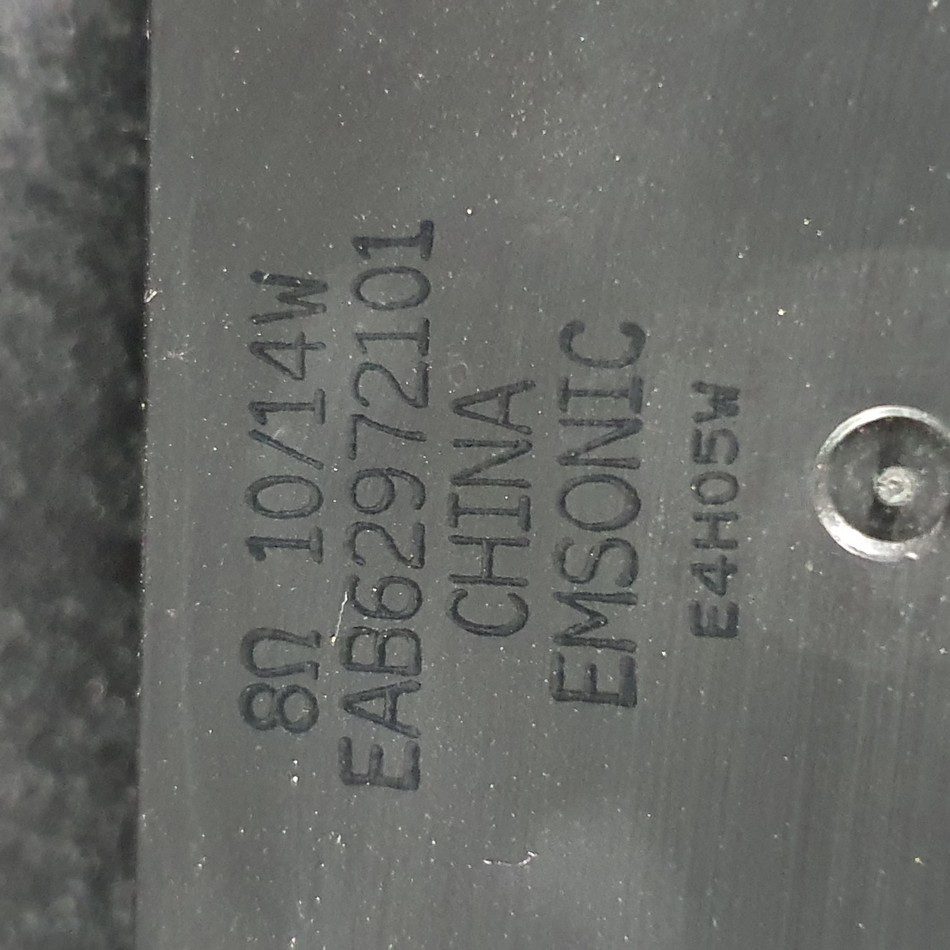 8Ω 10/14W
EAB62972101
CHINA
EMSONIC
E4H05W